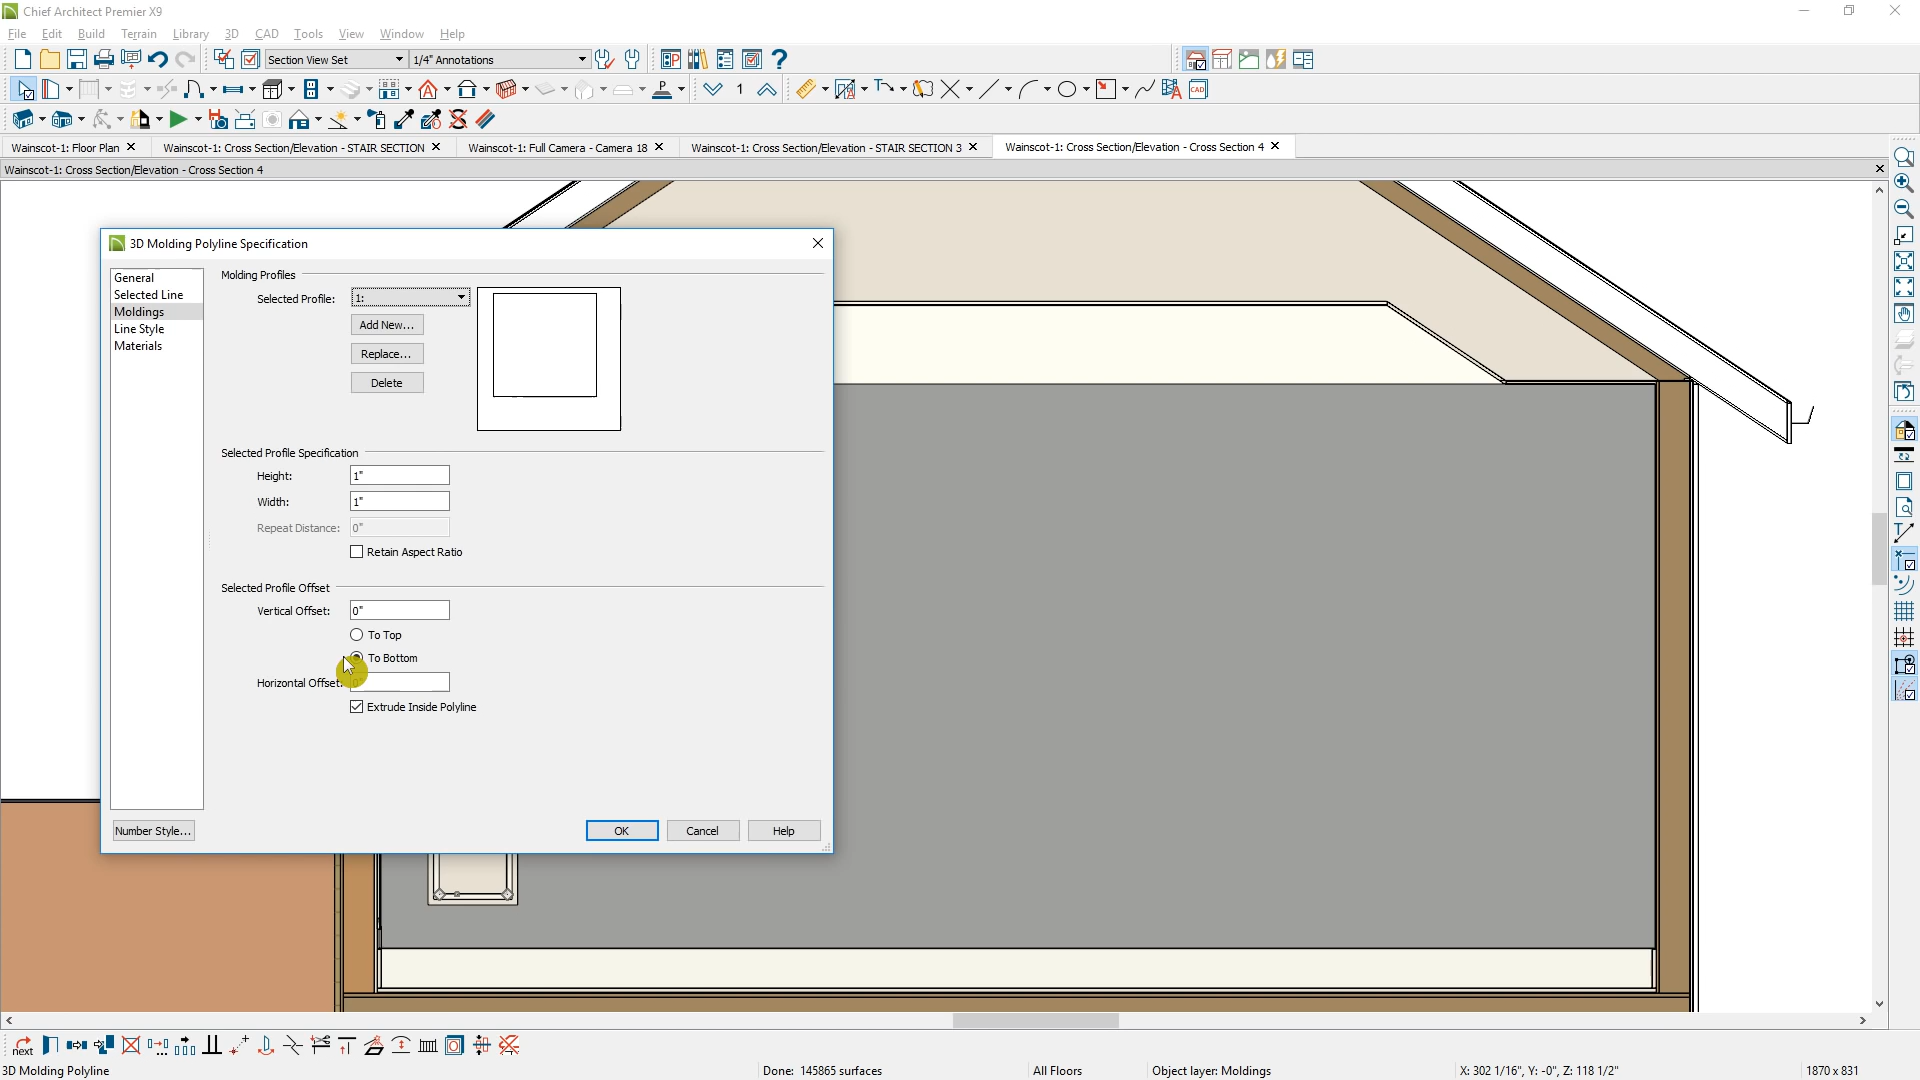 Chief Architect Premier X9
File Edit Build Terrain Library 3D CAD Tools View Window Help
Section View Set 1/4" Annotations
1
CAD
Wainscot-1: Floor Plan Wainscot-1: Cross Section/Elevation - STAIR SECTION Wainscot-1: Full Camera - Camera 18 Wainscot-1: Cross Section/Elevation - STAIR SECTION 3 Wainscot-1: Cross Section/Elevation - Cross Section 4
Wainscot-1: Cross Section/Elevation - Cross Section 4
3D Molding Polyline Specification
General
Selected Line
Moldings
Line Style
Materials
Molding Profiles
Selected Profile: 1:
Add New...
Replace...
Delete
Selected Profile Specification
Height: 1"
Width: 1"
Repeat Distance: 0"
Retain Aspect Ratio
Selected Profile Offset
Vertical Offset: 0"
To Top
To Bottom
Horizontal Offset: 0"
Extrude Inside Polyline
Number Style... OK Cancel Help
next
3D Molding Polyline Done: 145865 surfaces All Floors Object layer: Moldings X: 302 1/16", Y: -0", Z: 118 1/2" 1870 x 831